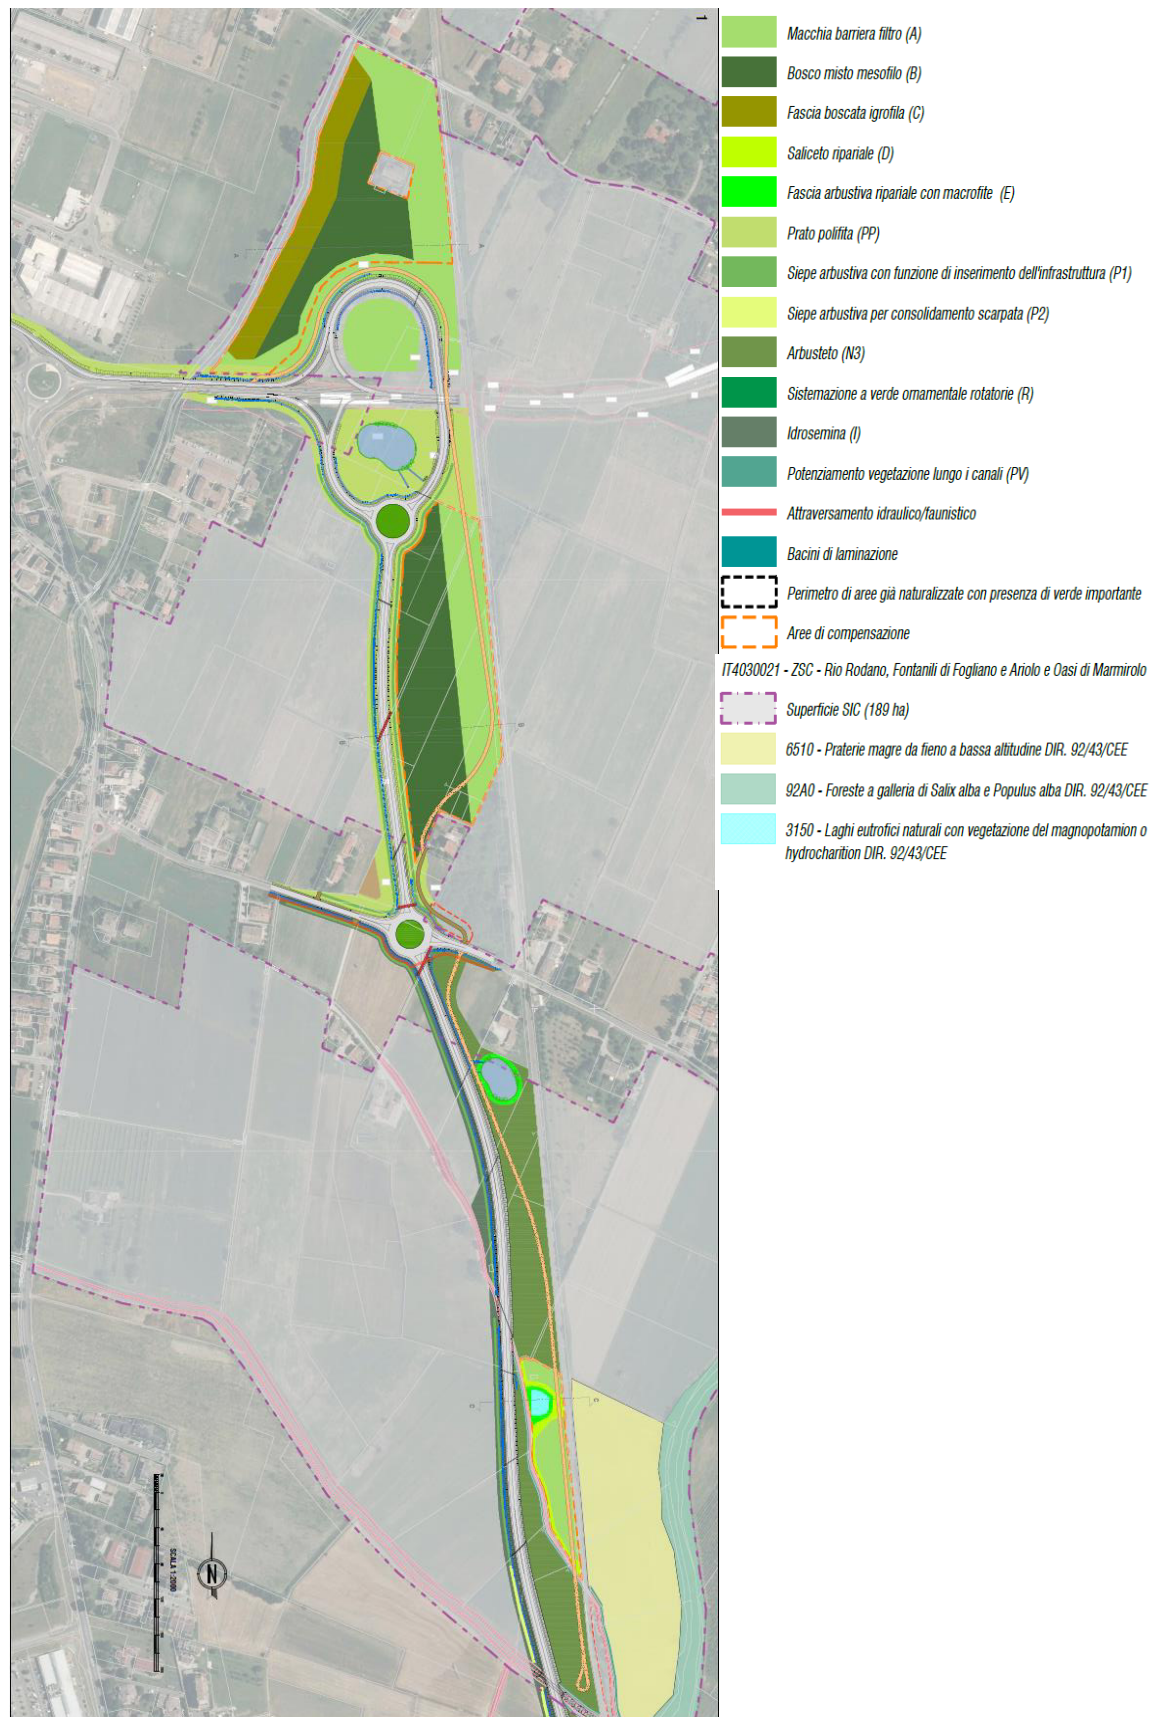 1
Macchia barriera filtro (A)
Bosco misto mesofilo (B)
Fascia boscata igrofila (C)
Saliceto ripariale (D)
Fascia arbustiva ripariale con macrofite (E)
Prato polifita (PP)
Siepe arbustiva con funzione di inserimento dell'infrastruttura (P1)
Siepe arbustiva per consolidamento scarpata (P2)
Arbusteto (N3)
Sistemazione a verde ornamentale rotatorie (R)
Idrosemina (I)
Potenziamento vegetazione lungo i canali (PV)
Attraversamento idraulico/faunistico
Bacini di laminazione
Perimetro di aree già naturalizzate con presenza di verde importante
Aree di compensazione
IT4030021 - ZSC - Rio Rodano, Fontanili di Fogliano e Ariolo e Oasi di Marmirolo
Superficie SIC (189 ha)
6510 - Praterie magre da fieno a bassa altitudine DIR. 92/43/CEE
92A0 - Foreste a galleria di Salix alba e Populus alba DIR. 92/43/CEE
3150 - Laghi eutrofici naturali con vegetazione del magnopotamion o
hydrocharition DIR. 92/43/CEE
SCALA 1:2000
N